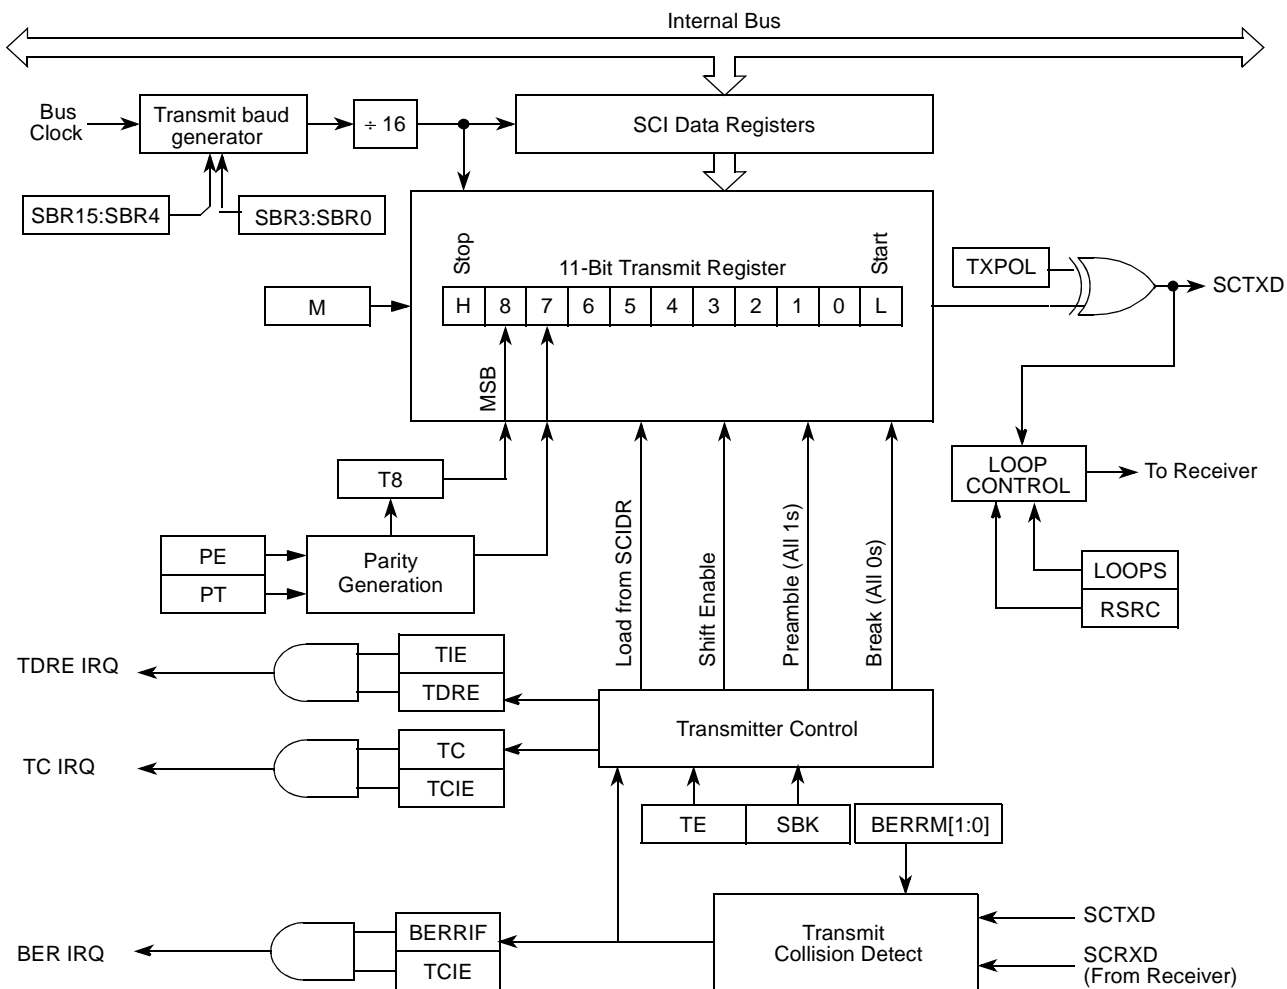 Internal Bus
Bus
Clock
Transmit baud
generator
÷ 16
SCI Data Registers
SBR15:SBR4
SBR3:SBR0
Stop
11-Bit Transmit Register
Start
H 8 7 6 5 4 3 2 1 0 L
M
TXPOL
SCTXD
MSB
T8
LOOP
CONTROL
To Receiver
PE
PT
Parity
Generation
Load from SCIDR
Shift Enable
Preamble (All 1s)
Break (All 0s)
LOOPS
RSRC
TDRE IRQ
TIE
TDRE
Transmitter Control
TC IRQ
TC
TCIE
TE
SBK
BERRM[1:0]
BER IRQ
BERRIF
TCIE
Transmit
Collision Detect
SCTXD
SCRXD
(From Receiver)